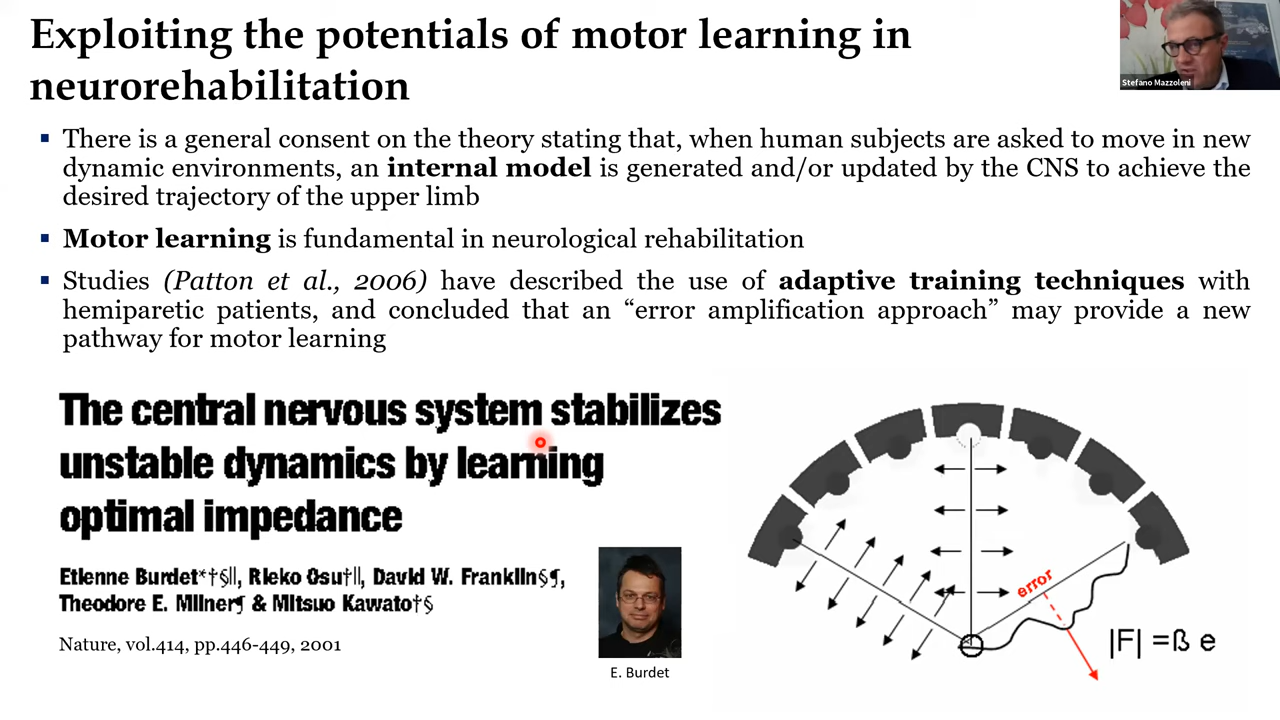 Exploiting the potentials of motor learning in
neurorehabilitation
Stefano Mazzoleni
▪ There is a general consent on the theory stating that, when human subjects are asked to move in new
dynamic environments, an internal model is generated and/or updated by the CNS to achieve the
desired trajectory of the upper limb
▪ Motor learning is fundamental in neurological rehabilitation
▪ Studies (Patton et al., 2006) have described the use of adaptive training techniques with
hemiparetic patients, and concluded that an “error amplification approach” may provide a new
pathway for motor learning
The central nervous system stabilizes
unstable dynamics by learning
optimal impedance
Etienne Burdet*†§||, Rieko Osu†||, David W. Franklin§¶,
Theodore E. Milner¶ & Mitsuo Kawato†§
Nature, vol.414, pp.446-449, 2001
E. Burdet
error
|F| =ß e